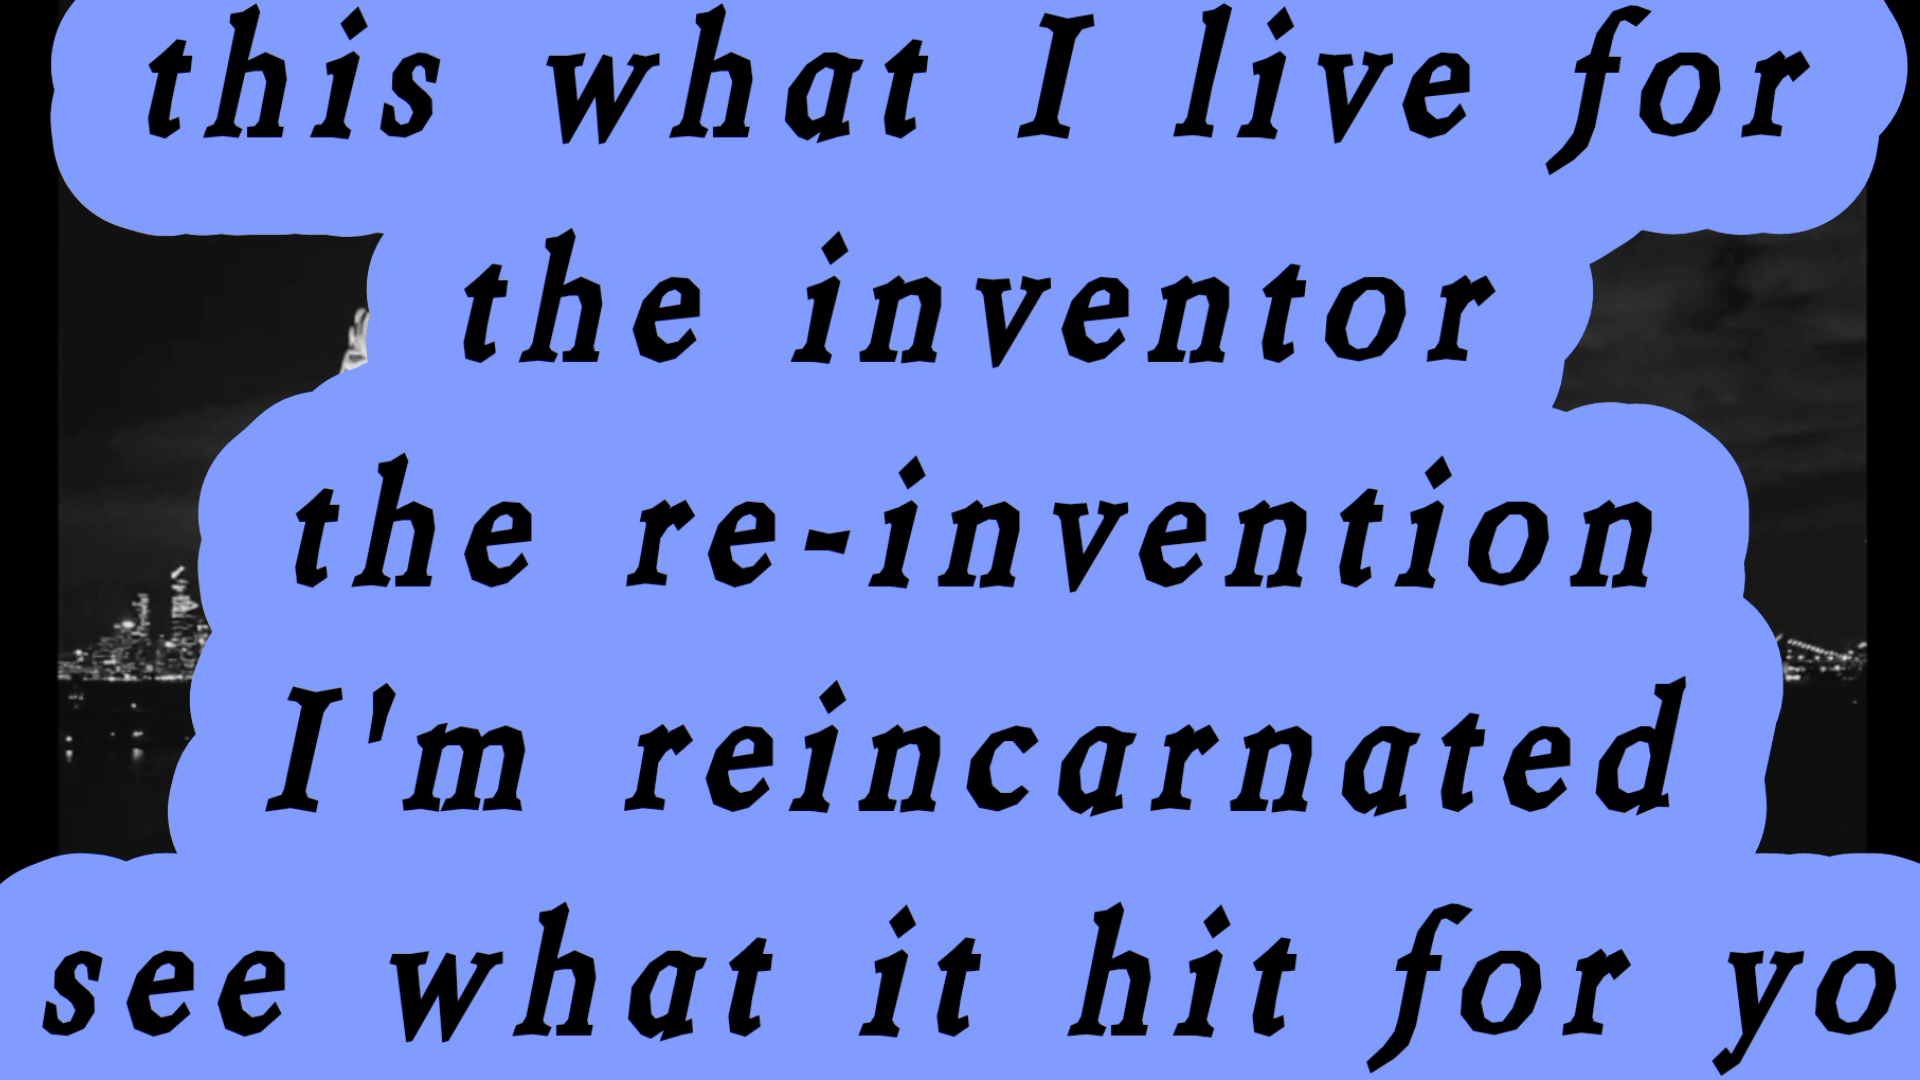 this what I live for
the inventor
the re-invention
I'm reincarnated
see what it hit for yo